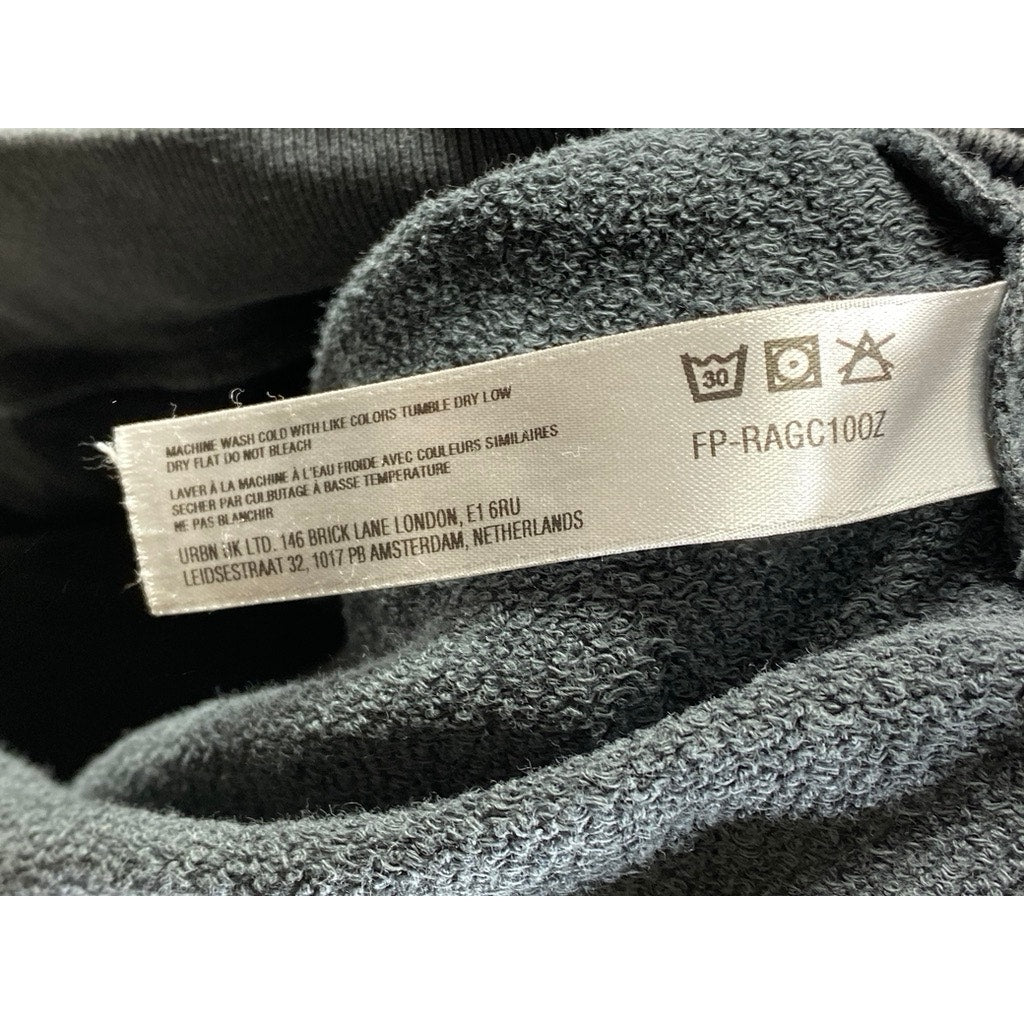 MACHINE WASH COLD WITH LIKE COLORS TUMBLE DRY LOW
DRY FLAT DO NOT BLEACH
LAVER À LA MACHINE À L'EAU FROIDE AVEC COULEURS SIMILAIRES
SECHER PAR CULBUTAGE À BASSE TEMPERATURE
NE PAS BLANCHIR
URBN UK LTD. 146 BRICK LANE LONDON, E1 6RU
LEIDSESTRAAT 32, 1017 PB AMSTERDAM, NETHERLANDS
30
FP-RAGC100Z